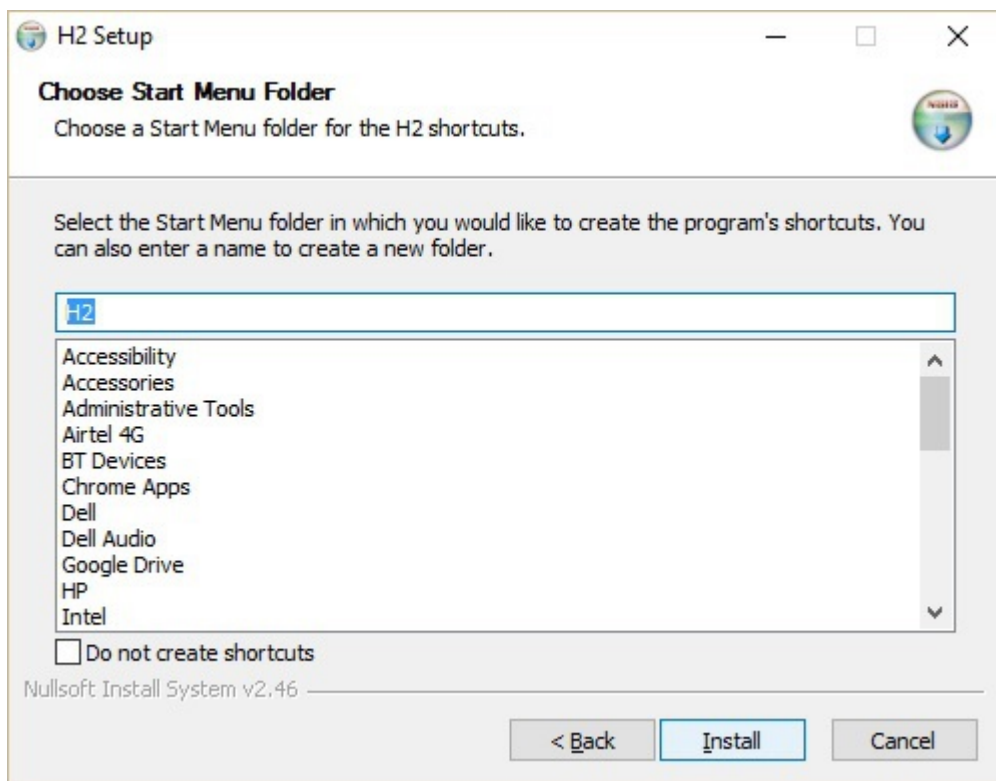 H2 Setup
Choose Start Menu Folder
Choose a Start Menu folder for the H2 shortcuts.
Select the Start Menu folder in which you would like to create the program's shortcuts. You
can also enter a name to create a new folder.
H2
Accessibility
Accessories
Administrative Tools
Airtel 4G
BT Devices
Chrome Apps
Dell
Dell Audio
Google Drive
HP
Intel
Do not create shortcuts
Nullsoft Install System v2.46
< Back
Install
Cancel